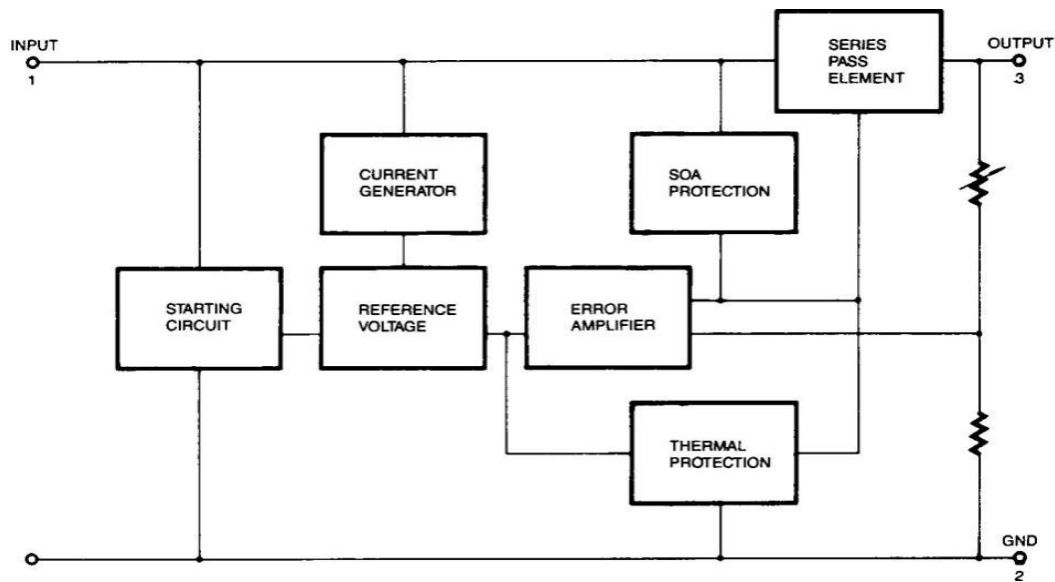 INPUT
1
SERIES
PASS
ELEMENT
OUTPUT
3
CURRENT
GENERATOR
SOA
PROTECTION
STARTING
CIRCUIT
REFERENCE
VOLTAGE
ERROR
AMPLIFIER
THERMAL
PROTECTION
GND
2